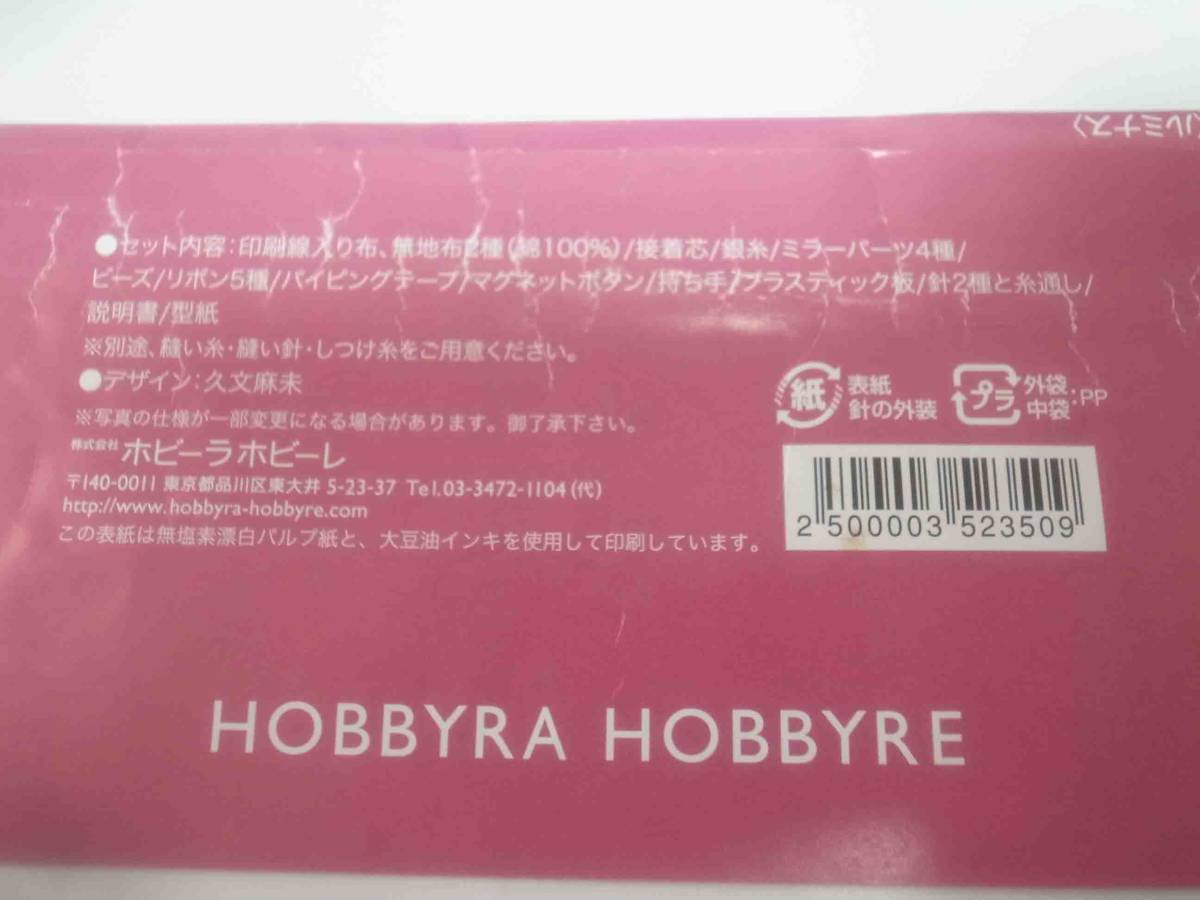 ルミナス〉
●セット内容：印刷線入り布、無地布2種（綿100%）/接着芯/銀糸/ミラーパーツ4種/
ビーズ/リボン5種/パイピングテープ/マグネットボタン/持ち手/プラスティック板/針2種と糸通し/
説明書/型紙
※別途、縫い糸・縫い針・しつけ糸をご用意ください。
●デザイン：久文麻未
※写真の仕様が一部変更になる場合があります。御了承下さい。
株式会社 ホビーラホビーレ
〒140-0011 東京都品川区東大井 5-23-37 Tel.03-3472-1104（代）
http://www.hobbyra-hobbyre.com
この表紙は無塩素漂白パルプ紙と、大豆油インキを使用して印刷しています。
紙 表紙 針の外装
プラ 外袋 中袋：PP
2 500003 523509
HOBBYRA HOBBYRE